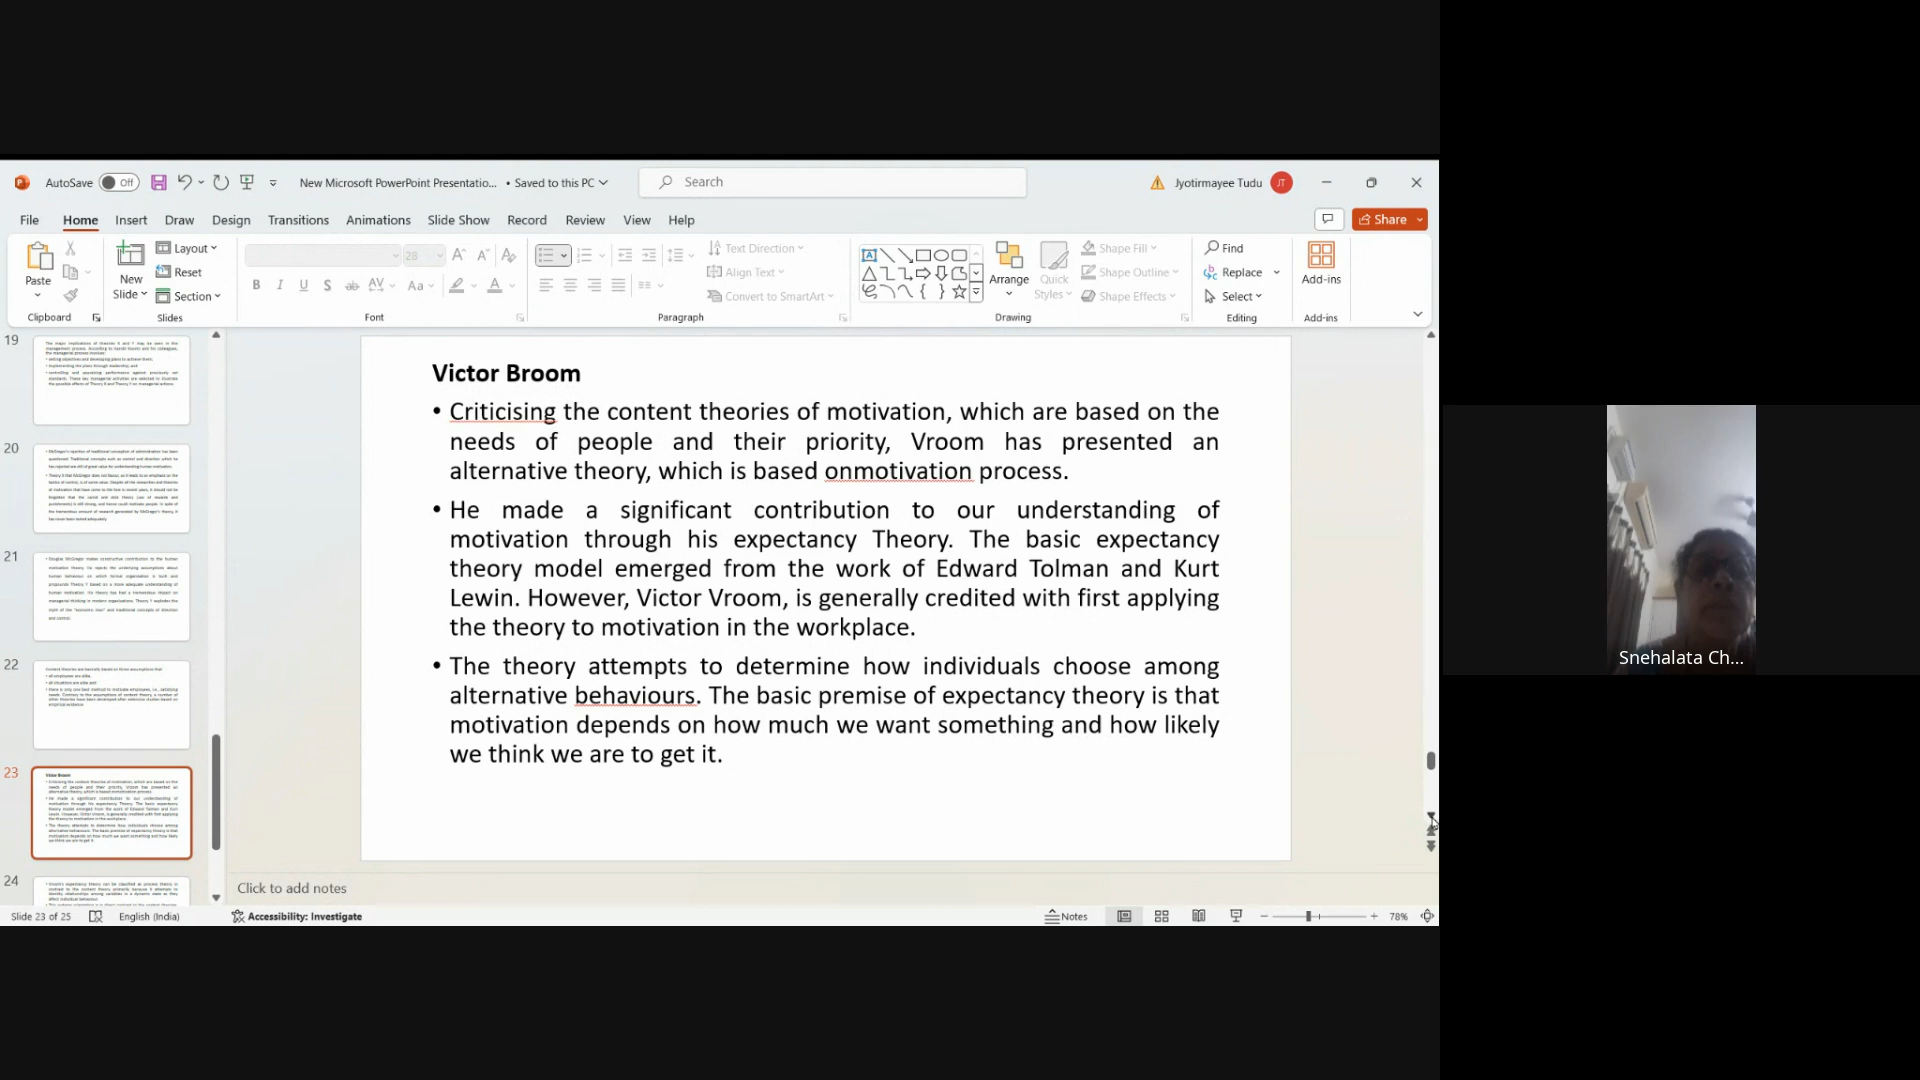 AutoSave Off New Microsoft PowerPoint Presentatio... • Saved to this PC Search Jyotirmayee Tudu JT
File Home Insert Draw Design Slide Show Transitions Animations Record Review View Help Share
Paste New Slide Layout Reset Section 28 Text Direction Align Text Convert to SmartArt Arrange Quick Styles Shape Fill Shape Outline Shape Effects Find Replace Select Add-ins
Clipboard Slides Font Paragraph Drawing Editing Add-ins
19
20
21
22
23
24
Victor Broom
• Criticising the content theories of motivation, which are based on the
needs of people and their priority, Vroom has presented an
alternative theory, which is based onmotivation process.
• He made a significant contribution to our understanding of
motivation through his expectancy Theory. The basic expectancy
theory model emerged from the work of Edward Tolman and Kurt
Lewin. However, Victor Vroom, is generally credited with first applying
the theory to motivation in the workplace.
• The theory attempts to determine how individuals choose among
alternative behaviours. The basic premise of expectancy theory is that
motivation depends on how much we want something and how likely
we think we are to get it.
Click to add notes
Slide 23 of 25 English (India) Accessibility: Investigate Notes 78%
Snehalata Ch...